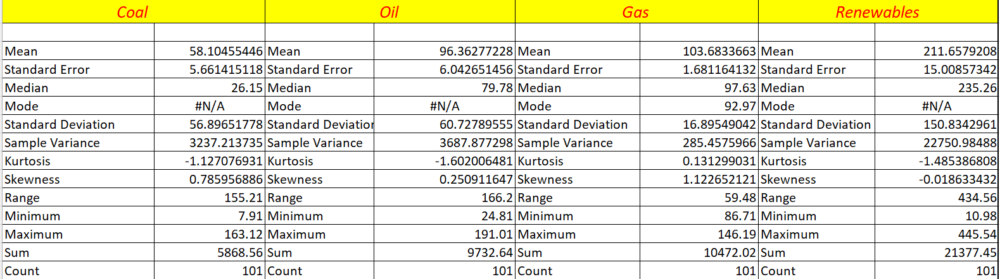 Coal Oil Gas Renewables
Mean 58.10455446 Mean 96.36277228 Mean 103.6833663 Mean 211.6579208
Standard Error 5.661415118 Standard Error 6.042651456 Standard Error 1.681164132 Standard Error 15.00857342
Median 26.15 Median 79.78 Median 97.63 Median 235.26
Mode #N/A Mode #N/A Mode 92.97 Mode #N/A
Standard Deviation 56.89651778 Standard Deviation 60.72789555 Standard Deviation 16.89549042 Standard Deviation 150.8342961
Sample Variance 3237.213735 Sample Variance 3687.877298 Sample Variance 285.4575966 Sample Variance 22750.98488
Kurtosis -1.127076931 Kurtosis -1.602006481 Kurtosis 0.131299031 Kurtosis -1.485386808
Skewness 0.785956886 Skewness 0.250911647 Skewness 1.122652121 Skewness -0.018633432
Range 155.21 Range 166.2 Range 59.48 Range 434.56
Minimum 7.91 Minimum 24.81 Minimum 86.71 Minimum 10.98
Maximum 163.12 Maximum 191.01 Maximum 146.19 Maximum 445.54
Sum 5868.56 Sum 9732.64 Sum 10472.02 Sum 21377.45
Count 101 Count 101 Count 101 Count 101